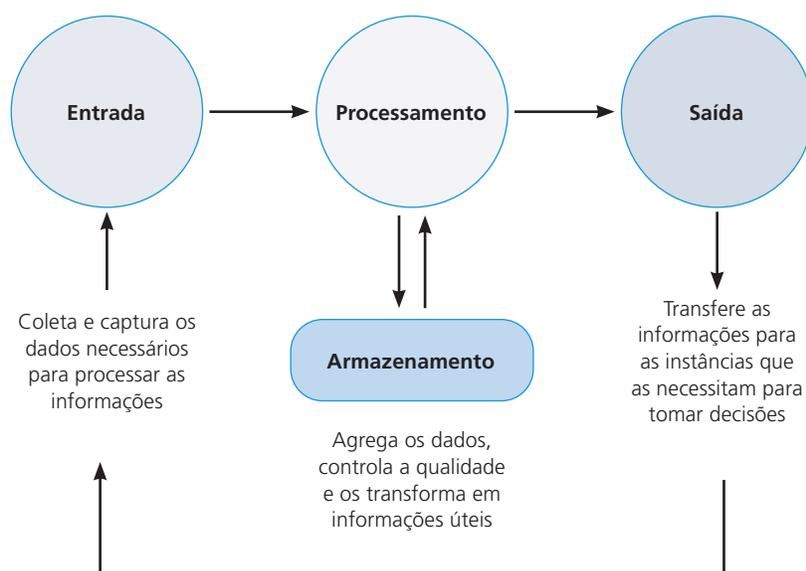 Entrada
Processamento
Saída
Coleta e captura os
dados necessários
para processar as
informações
Armazenamento
Agrega os dados,
controla a qualidade
e os transforma em
informações úteis
Transfere as
informações para
as instâncias que
as necessitam para
tomar decisões